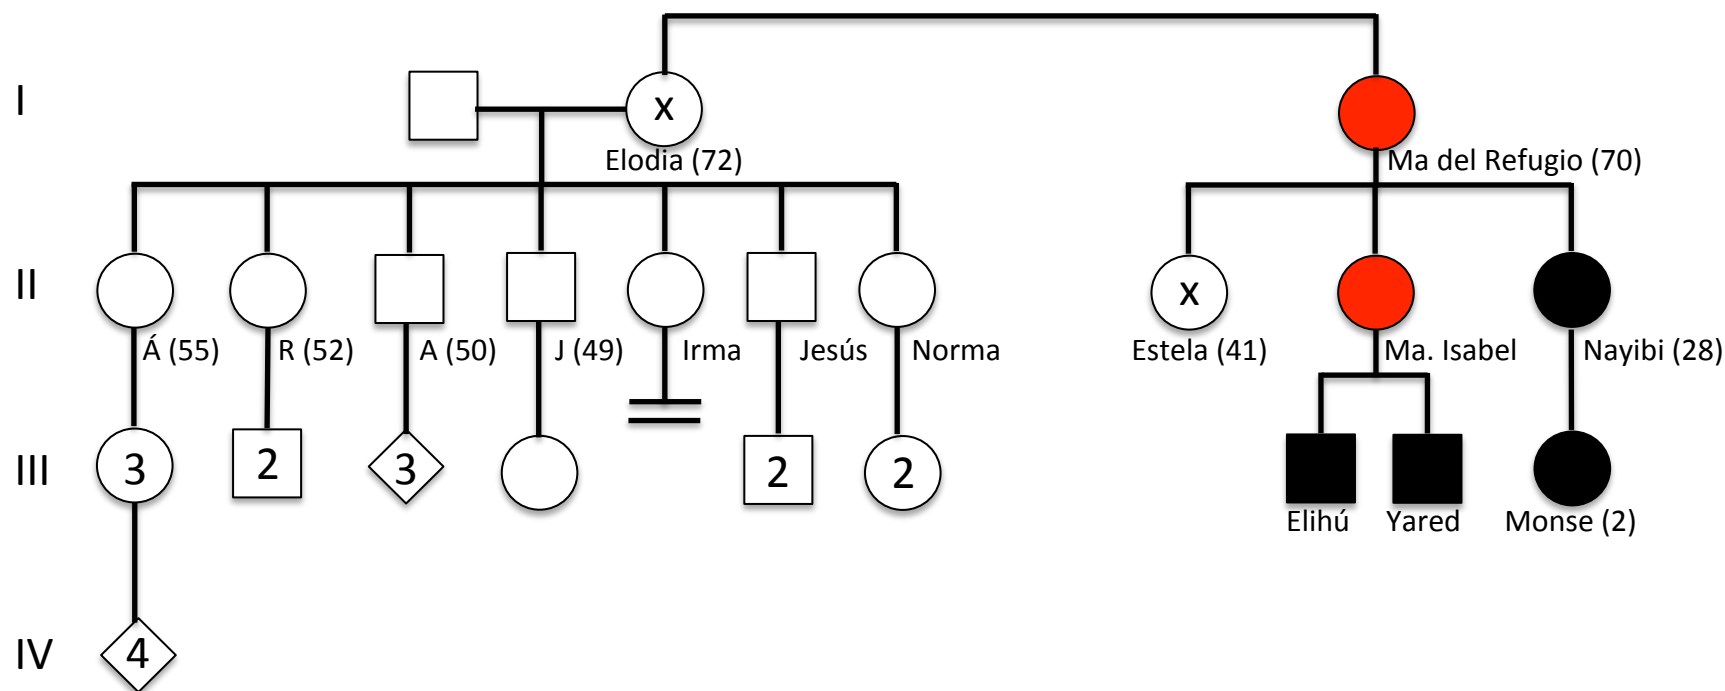 I
x
Elodia (72)
Ma del Refugio (70)
II
x
Á (55)
R (52)
A (50)
J (49)
Irma
Jesús
Norma
Estela (41)
Ma. Isabel
Nayibi (28)
III
3
2
3
2
2
Elihú
Yared
Monse (2)
IV
4